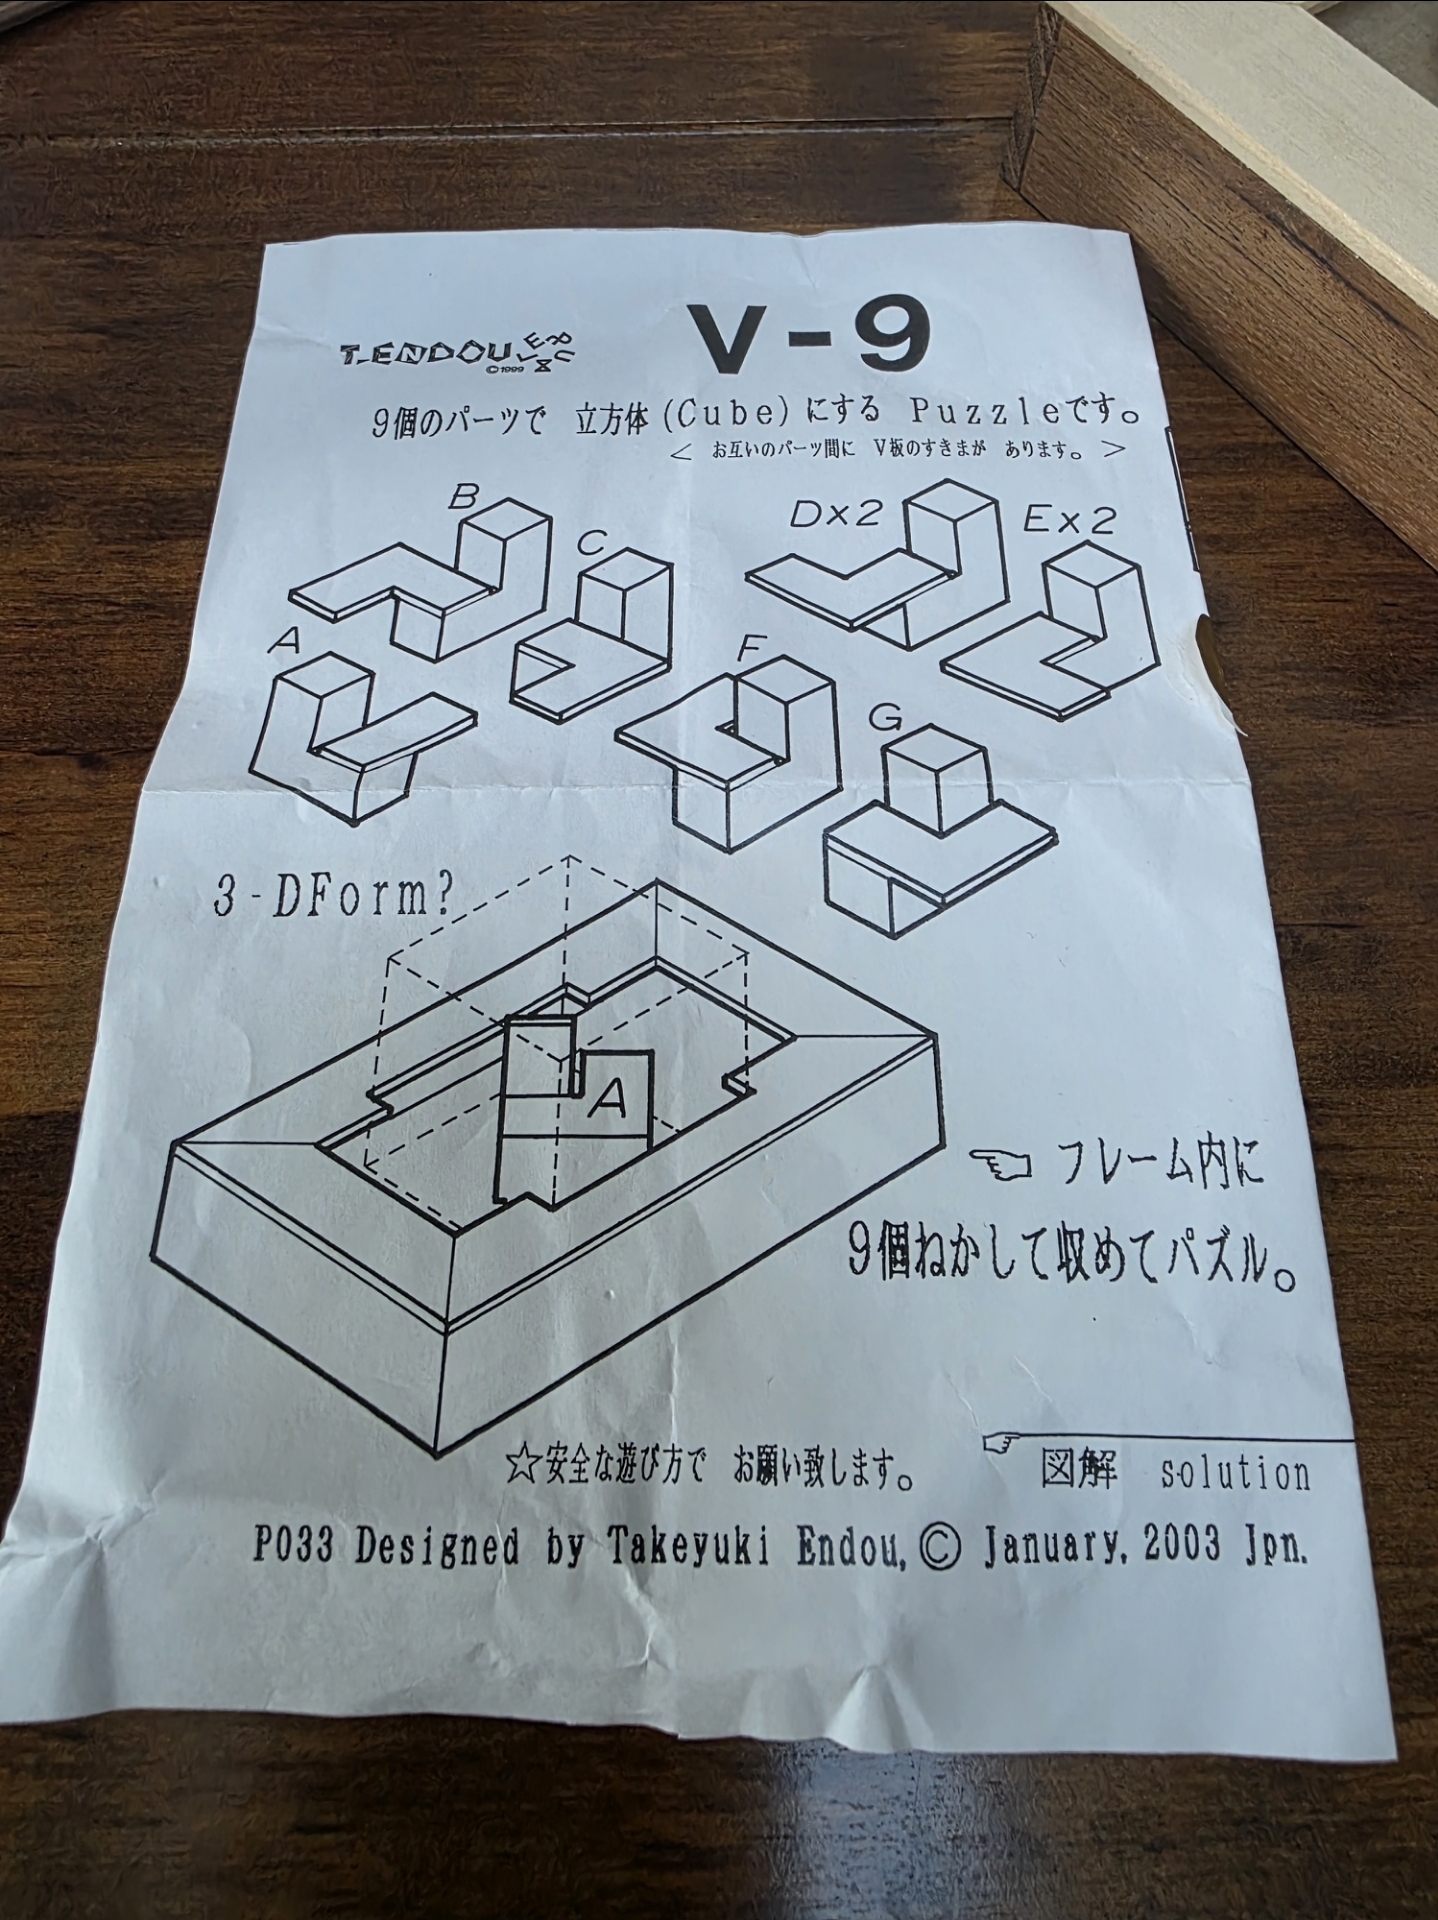 T.ENDOU
©1999
V-9
9個のパーツで 立方体(Cube)にする Puzzleです。
< お互いのパーツ間に V板のすきまが あります。 >
B
C
D×2
E×2
A
F
G
3-DForm?
A
☜ フレーム内に
9個ねかして収めてパズル。
☆安全な遊び方で お願い致します。
☞ 図解 solution
P033 Designed by Takeyuki Endou, © January, 2003 Jpn.